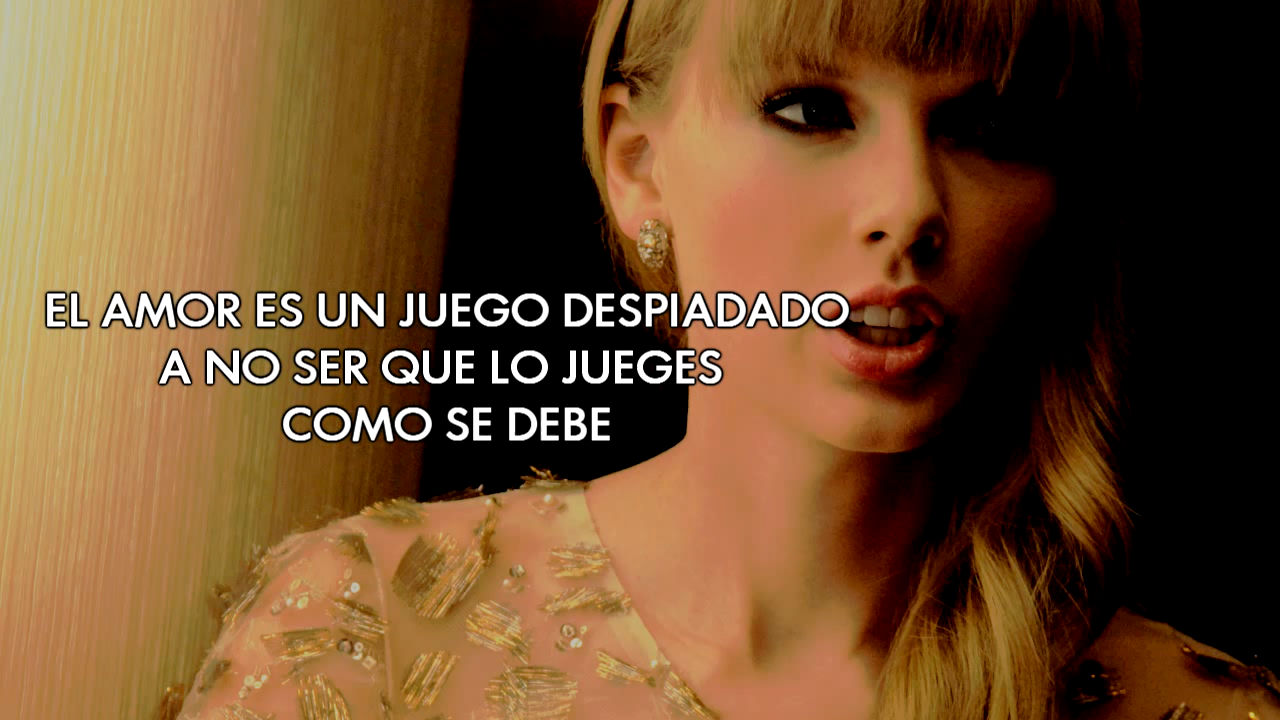 EL AMOR ES UN JUEGO DESPIADADO
A NO SER QUE LO JUEGES
COMO SE DEBE